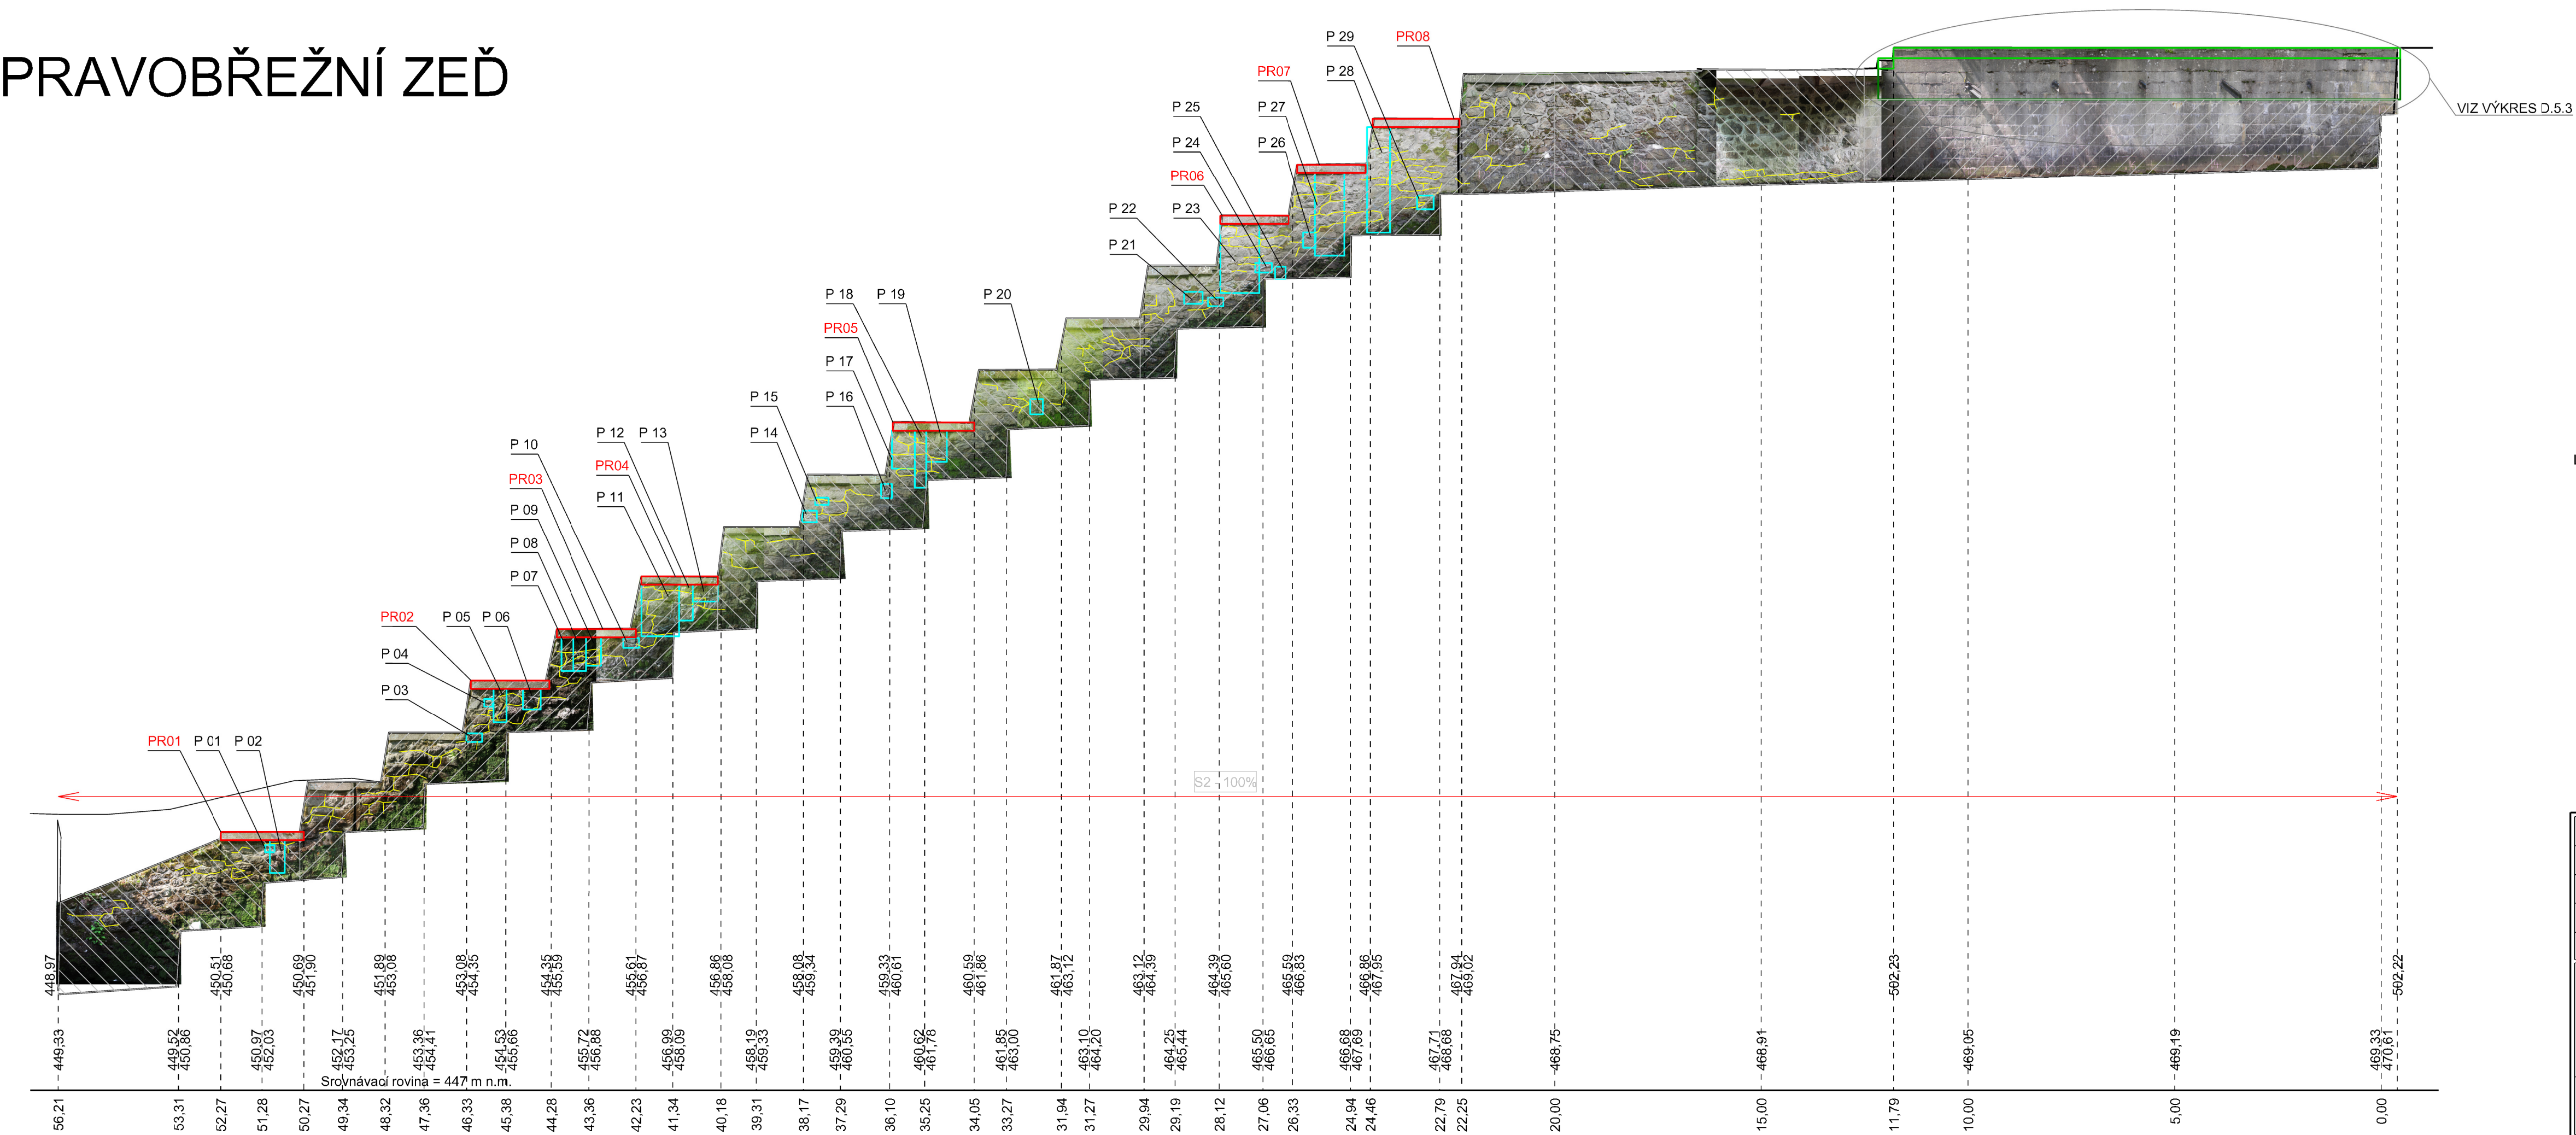 PRAVOBŘEŽNÍ ZEĎ
P 29
PR08
PR07
P 28
P 25
P 27
VIZ VÝKRES D.5.3
P 24
P 26
PR06
P 22
P 23
P 21
P 18
P 19
P 20
PR05
P 17
P 15
P 16
P 14
P 12
P 13
P 10
PR04
PR03
P 11
P 09
P 08
P 07
PR02
P 05
P 06
P 04
P 03
PR01
P 01
P 02
S2 - 100%
448,97
450,51
450,68
450,69
451,90
451,89
453,08
453,08
454,35
454,35
455,59
455,61
456,87
456,86
458,08
458,08
459,34
459,33
460,61
460,59
461,86
461,87
463,12
463,12
464,39
464,39
465,60
465,59
466,83
466,86
467,95
467,94
469,02
502,23
502,22
449,33
449,52
450,86
450,97
452,03
452,17
453,25
453,36
454,41
454,53
455,66
455,72
456,88
456,99
458,09
458,19
459,33
459,39
460,55
460,62
461,78
461,85
463,00
463,10
464,20
464,25
465,44
465,50
466,65
466,68
467,69
467,71
468,68
468,75
468,91
469,05
469,19
469,33
470,61
Srovnávací rovina = 447 m n.m.
56,21
53,31
52,27
51,28
50,27
49,34
48,32
47,36
46,33
45,38
44,28
43,36
42,23
41,34
40,18
39,31
38,17
37,29
36,10
35,25
34,05
33,27
31,94
31,27
29,94
29,19
28,12
27,06
26,33
24,94
24,46
22,79
22,25
20,00
15,00
11,79
10,00
5,00
0,00